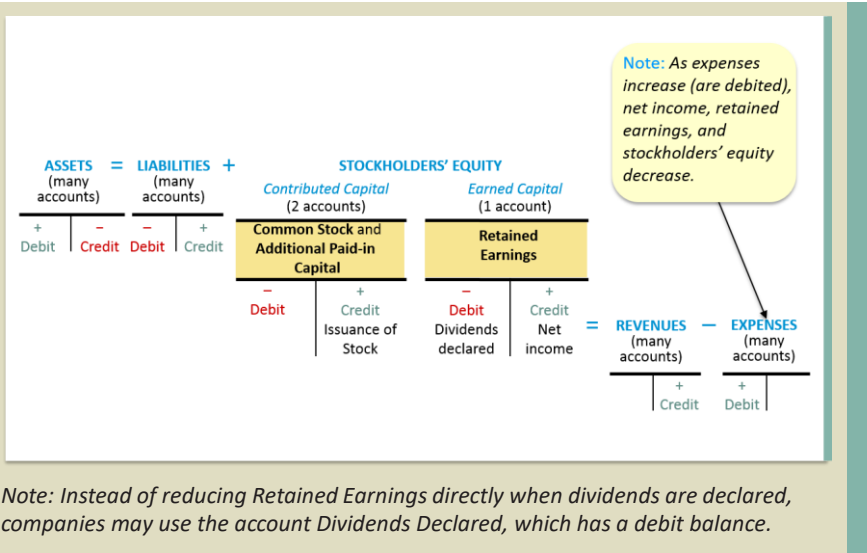 Note: As expenses
increase (are debited),
net income, retained
earnings, and
stockholders' equity
decrease.
ASSETS = LIABILITIES + STOCKHOLDERS' EQUITY
(many accounts) (many accounts)
Contributed Capital Earned Capital
(2 accounts) (1 account)
+ − − +
Debit Credit Debit Credit
Common Stock and
Additional Paid-in
Capital
Retained
Earnings
− + − +
Debit Credit Debit Credit
Issuance of
Stock
Dividends
declared
Net
income
= REVENUES − EXPENSES
(many accounts) (many accounts)
+ +
Credit Debit
Note: Instead of reducing Retained Earnings directly when dividends are declared,
companies may use the account Dividends Declared, which has a debit balance.